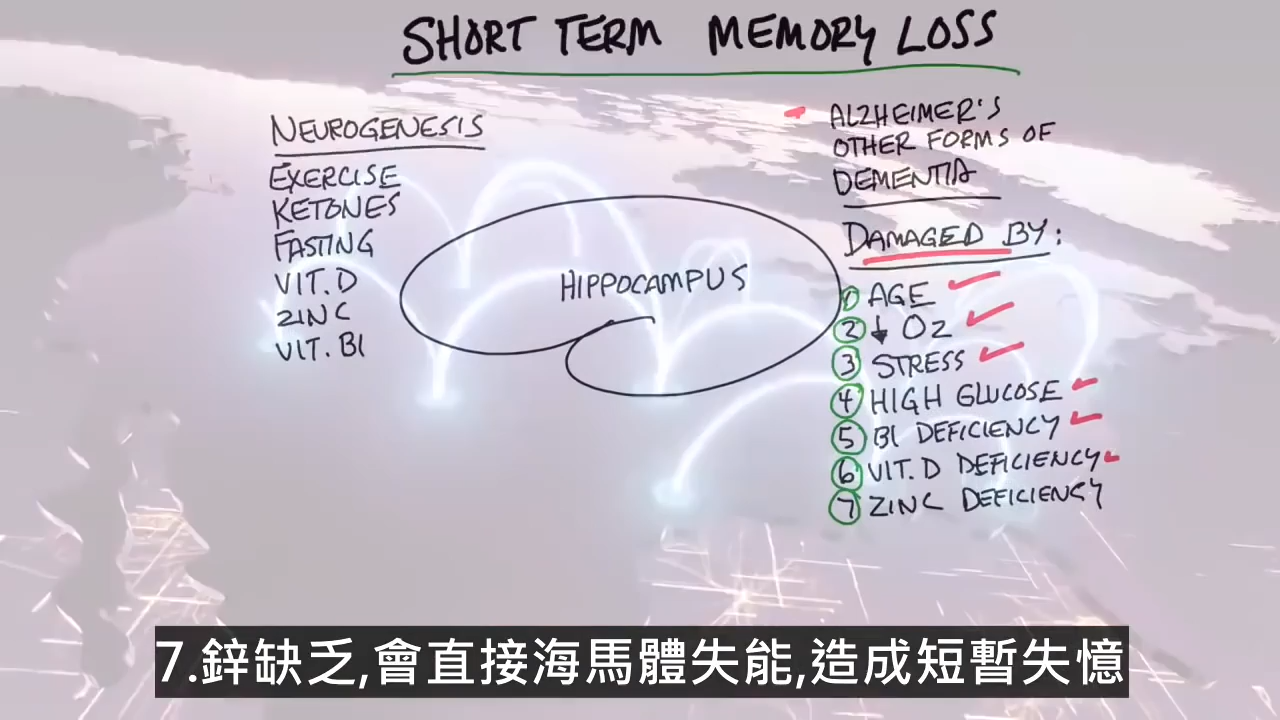 SHORT TERM MEMORY LOSS
NEUROGENESIS
EXERCISE
KETONES
FASTING
VIT. D
ZINC
VIT. B1
HIPPOCAMPUS
ALZHEIMER'S
OTHER FORMS OF
DEMENTIA
DAMAGED BY:
1 AGE
2 ↓ O2
3 STRESS
4 HIGH GLUCOSE
5 B1 DEFICIENCY
6 VIT. D DEFICIENCY
7 ZINC DEFICIENCY
7.鋅缺乏,會直接海馬體失能,造成短暫失憶